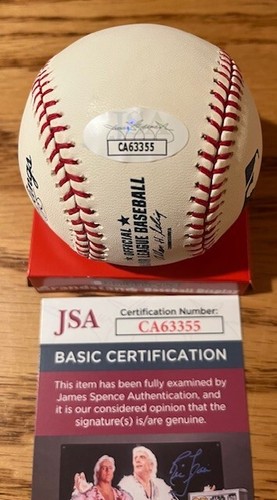 CA63355
OFFICIAL
LEAGUE BASEBALL
JSA
Certification Number:
CA63355
BASIC CERTIFICATION
This item has been fully examined by
James Spence Authentication, and
it is our considered opinion that the
signature(s) is/are genuine.